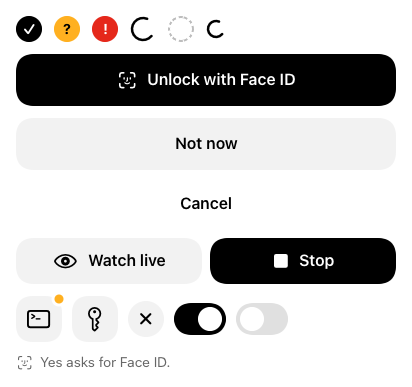 ?
!
Unlock with Face ID
Not now
Cancel
Watch live
Stop
Yes asks for Face ID.